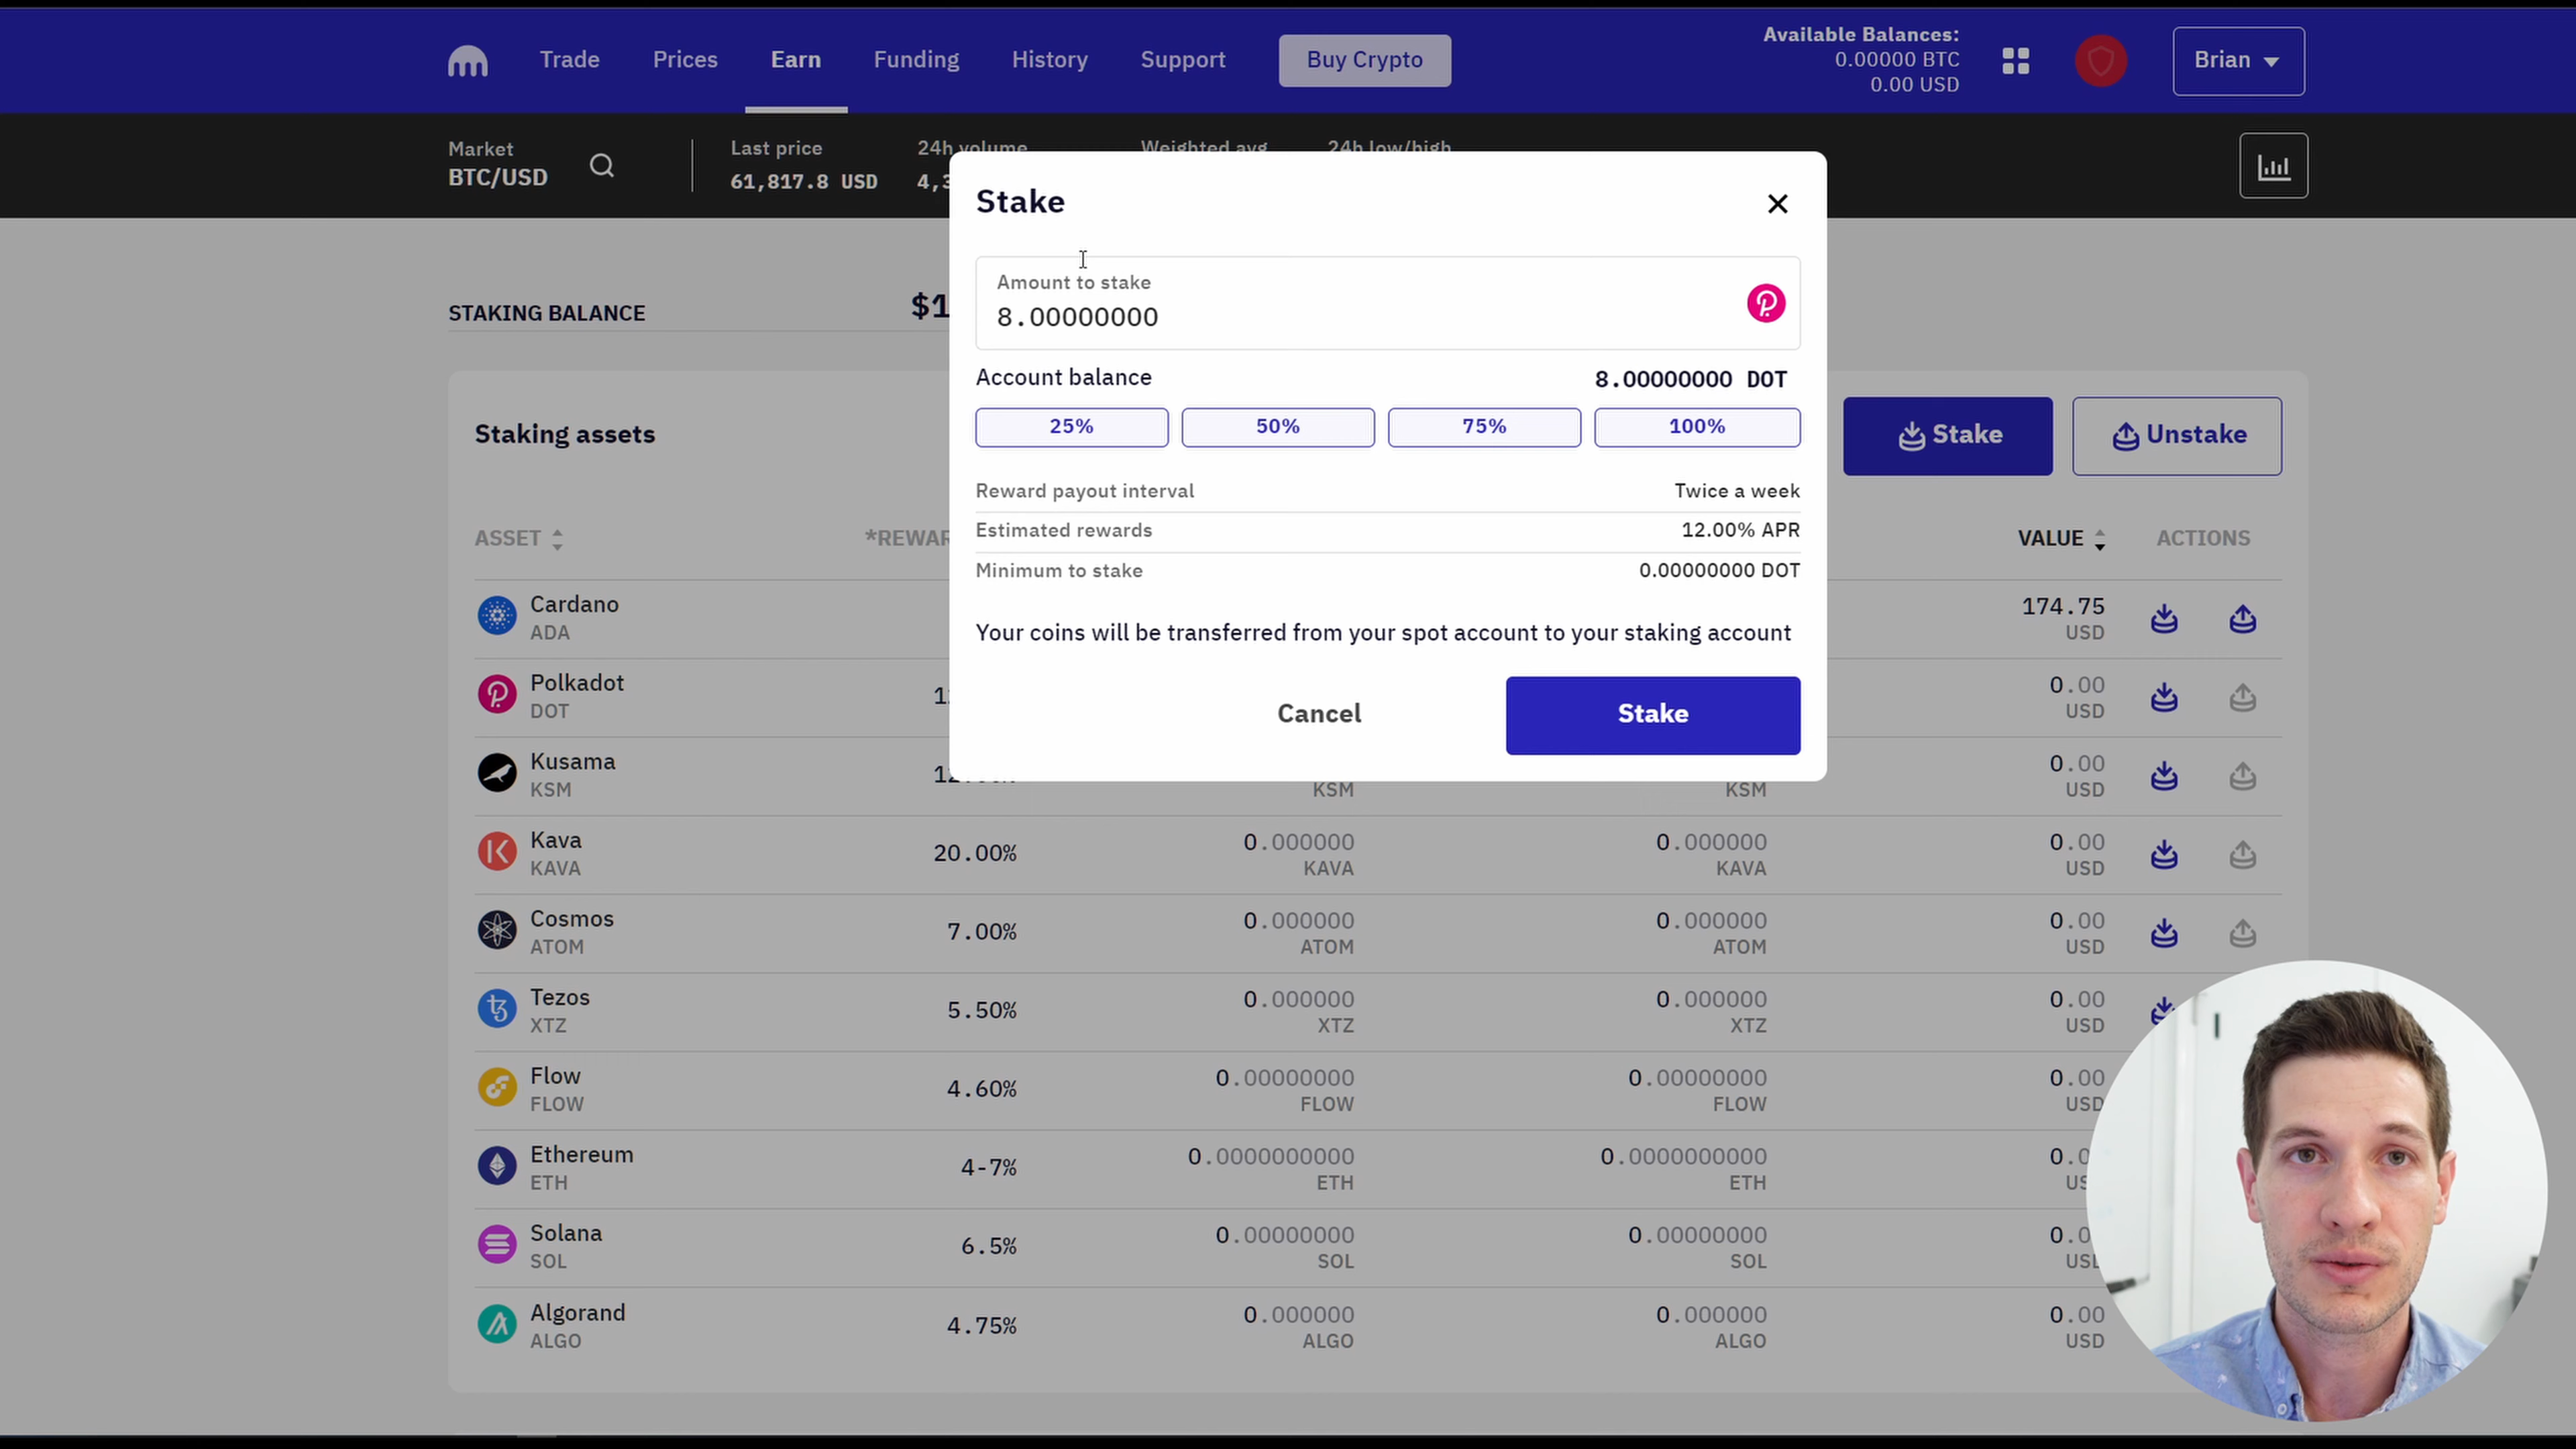 Trade Prices Earn Funding History Support Buy Crypto
Available Balances:
0.00000 BTC
0.00 USD
Brian
Market
BTC/USD
Last price
61,817.8 USD
24h volume
Weighted avg
24h low/high
STAKING BALANCE
Stake
Amount to stake
8.00000000
Account balance 8.00000000 DOT
25% 50% 75% 100%
Reward payout interval Twice a week
Estimated rewards 12.00% APR
Minimum to stake 0.00000000 DOT
Your coins will be transferred from your spot account to your staking account
Cancel Stake
Staking assets
Stake Unstake
ASSET VALUE ACTIONS
Cardano 174.75
ADA USD
Polkadot 0.00
DOT USD
Kusama 0.00
KSM KSM KSM USD
Kava 20.00% 0.000000 0.000000 0.00
KAVA KAVA KAVA USD
Cosmos 7.00% 0.000000 0.000000 0.00
ATOM ATOM ATOM USD
Tezos 5.50% 0.000000 0.000000 0.00
XTZ XTZ XTZ USD
Flow 4.60% 0.00000000 0.00000000 0.00
FLOW FLOW FLOW USD
Ethereum 4-7% 0.0000000000 0.0000000000
ETH ETH ETH
Solana 6.5% 0.00000000 0.00000000
SOL SOL SOL
Algorand 4.75% 0.000000 0.000000 0.00
ALGO ALGO ALGO USD